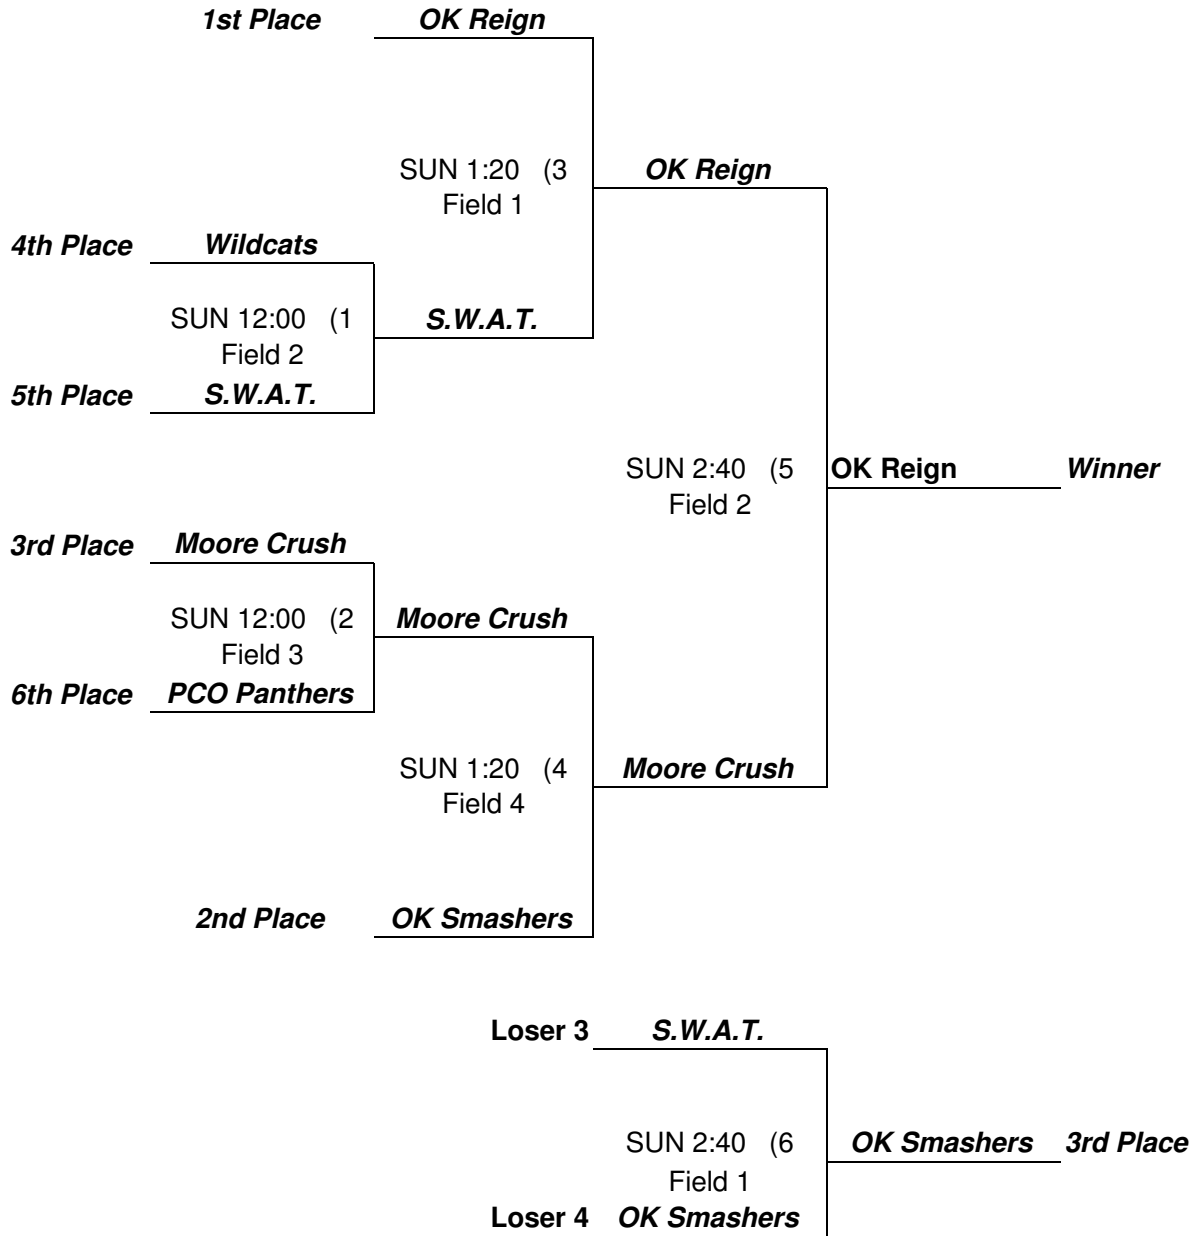 1st Place OK Reign
SUN 1:20 (3 OK Reign
Field 1
4th Place Wildcats
SUN 12:00 (1 S.W.A.T.
Field 2
5th Place S.W.A.T.
SUN 2:40 (5 OK Reign Winner
Field 2
3rd Place Moore Crush
SUN 12:00 (2 Moore Crush
Field 3
6th Place PCO Panthers
SUN 1:20 (4 Moore Crush
Field 4
2nd Place OK Smashers
Loser 3 S.W.A.T.
SUN 2:40 (6 OK Smashers 3rd Place
Field 1
Loser 4 OK Smashers